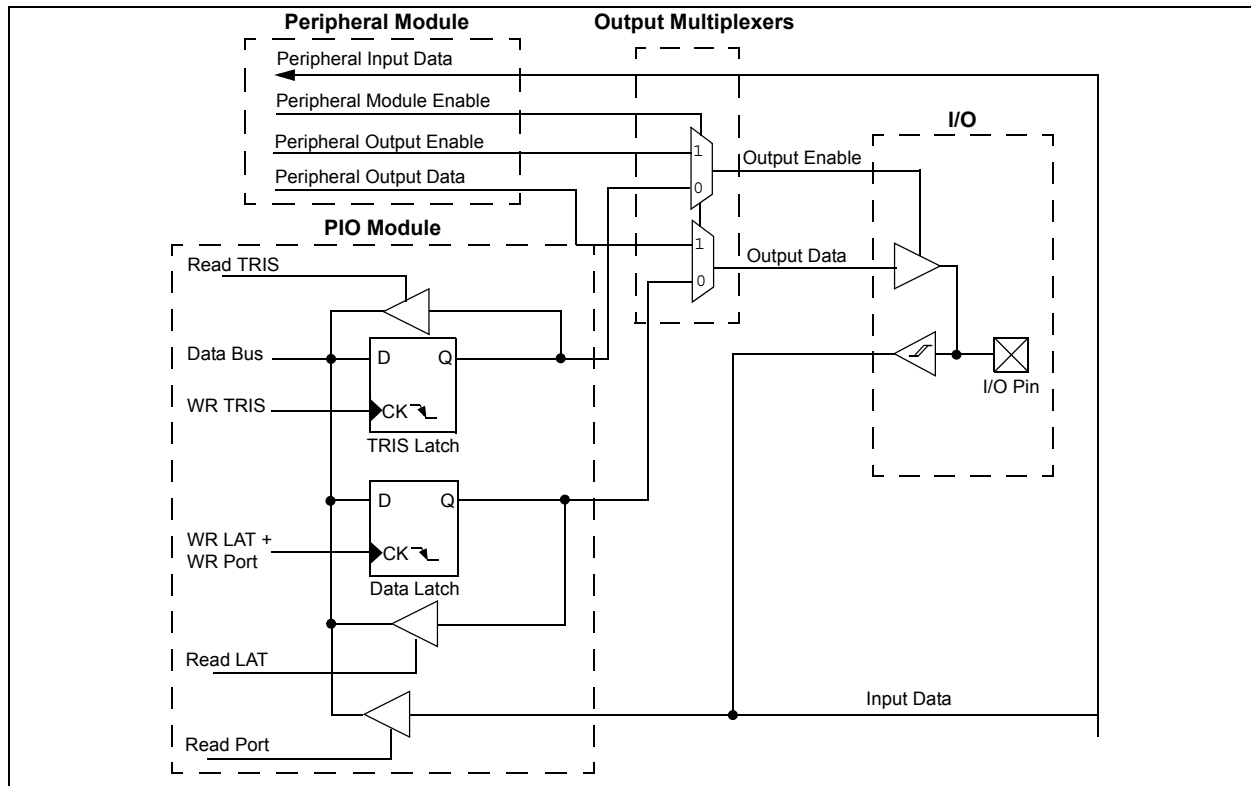 Peripheral Module
Output Multiplexers
Peripheral Input Data
Peripheral Module Enable
Peripheral Output Enable
Peripheral Output Data
1
0
1
0
Output Enable
Output Data
I/O
I/O Pin
PIO Module
Read TRIS
Data Bus
D
Q
WR TRIS
CK
TRIS Latch
D
Q
WR LAT +
WR Port
CK
Data Latch
Read LAT
Input Data
Read Port